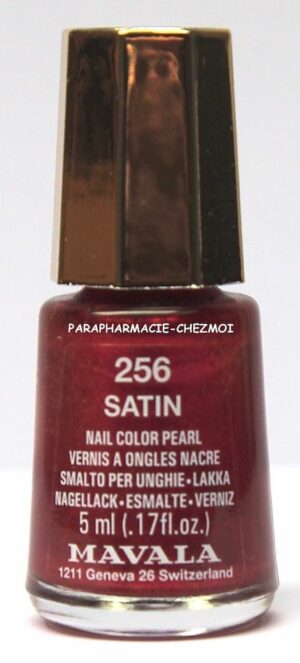 PARAPHARMACIE-CHEZMOI
256
SATIN
NAIL COLOR PEARL
VERNIS A ONGLES NACRE
SMALTO PER UNGHIE•LAKKA
NAGELLACK•ESMALTE•VERNIZ
5 ml (.17fl.oz.)
MAVALA
1211 Geneva 26 Switzerland